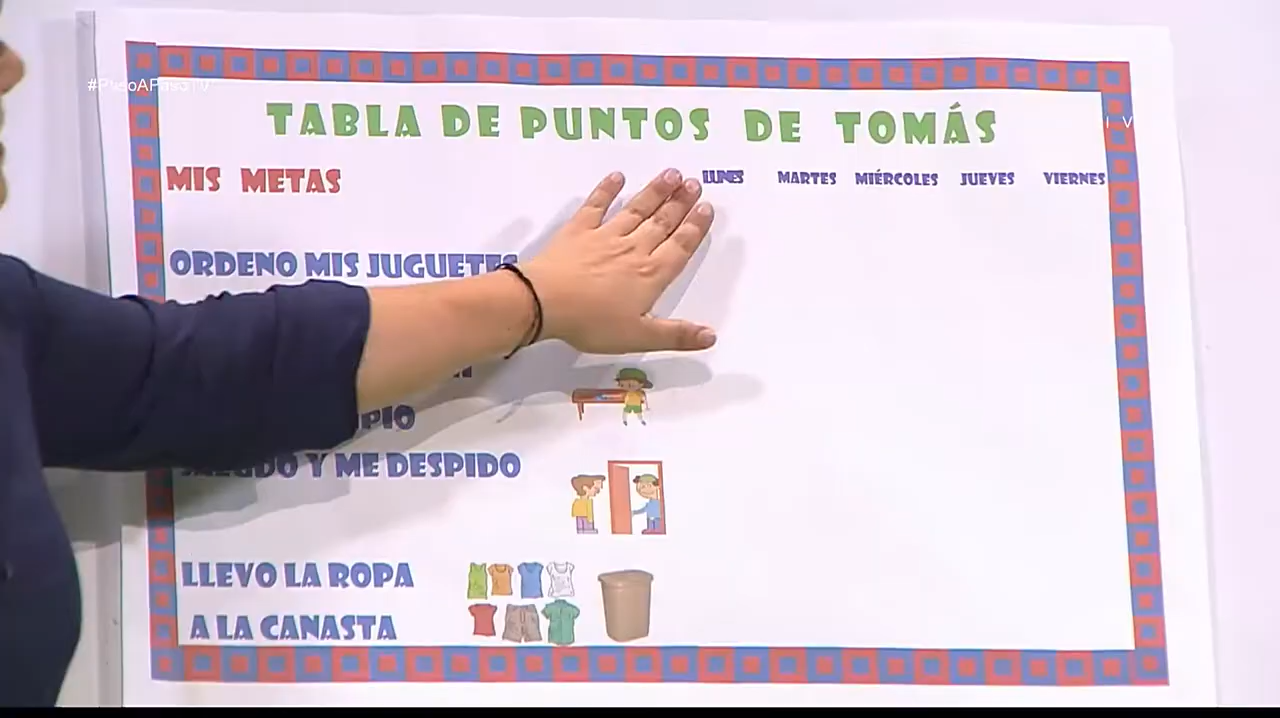 #PasoAPasoTV
TABLA DE PUNTOS DE TOMÁS
MIS METAS LUNES MARTES MIÉRCOLES JUEVES VIERNES
ORDENO MIS JUGUETES
SALUDO Y ME DESPIDO
LLEVO LA ROPA
A LA CANASTA